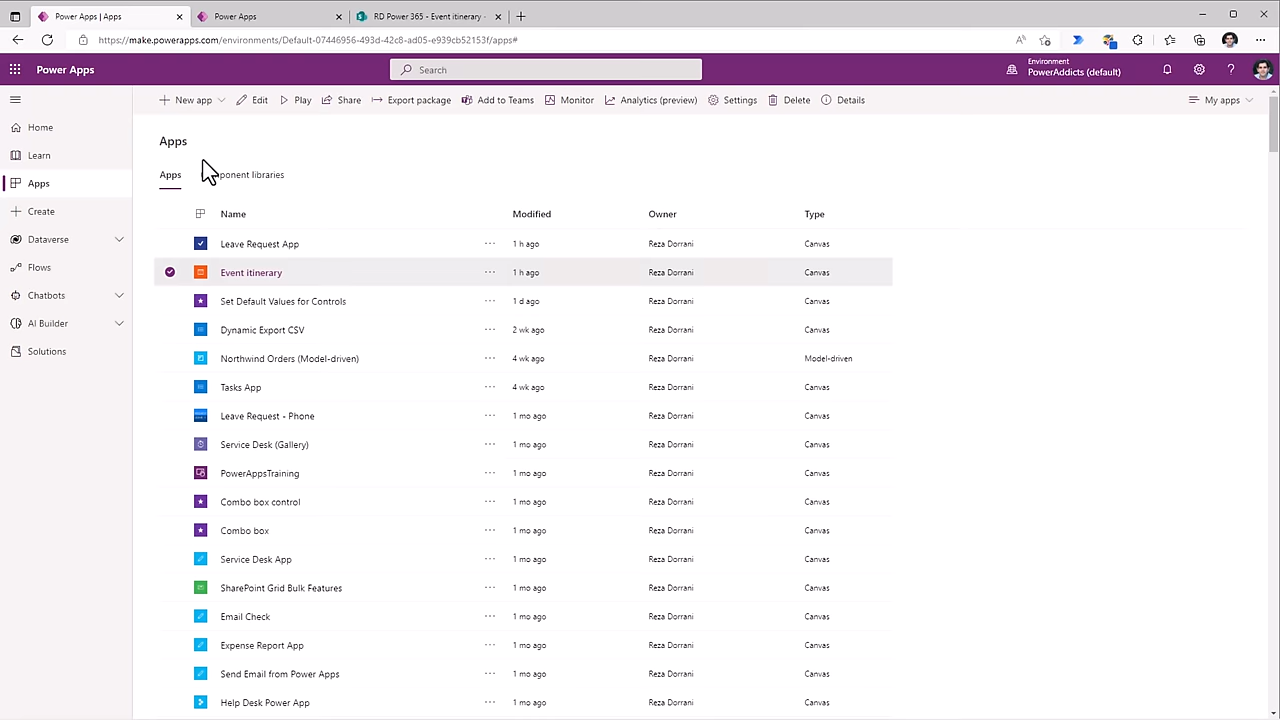 Power Apps | Apps
Power Apps
RD Power 365 - Event itinerary -
https://make.powerapps.com/environments/Default-07446956-493d-42c8-ad05-e939cb52153f/apps#
Power Apps
Search
Environment
PowerAddicts (default)
New app
Edit
Play
Share
Export package
Add to Teams
Monitor
Analytics (preview)
Settings
Delete
Details
My apps
Home
Learn
Apps
Create
Dataverse
Flows
Chatbots
AI Builder
Solutions
Apps
Apps
ponent libraries
Name Modified Owner Type
Leave Request App 1 h ago Reza Dorrani Canvas
Event itinerary 1 h ago Reza Dorrani Canvas
Set Default Values for Controls 1 d ago Reza Dorrani Canvas
Dynamic Export CSV 2 wk ago Reza Dorrani Canvas
Northwind Orders (Model-driven) 4 wk ago Reza Dorrani Model-driven
Tasks App 4 wk ago Reza Dorrani Canvas
Leave Request - Phone 1 mo ago Reza Dorrani Canvas
Service Desk (Gallery) 1 mo ago Reza Dorrani Canvas
PowerAppsTraining 1 mo ago Reza Dorrani Canvas
Combo box control 1 mo ago Reza Dorrani Canvas
Combo box 1 mo ago Reza Dorrani Canvas
Service Desk App 1 mo ago Reza Dorrani Canvas
SharePoint Grid Bulk Features 1 mo ago Reza Dorrani Canvas
Email Check 1 mo ago Reza Dorrani Canvas
Expense Report App 1 mo ago Reza Dorrani Canvas
Send Email from Power Apps 1 mo ago Reza Dorrani Canvas
Help Desk Power App 1 mo ago Reza Dorrani Canvas